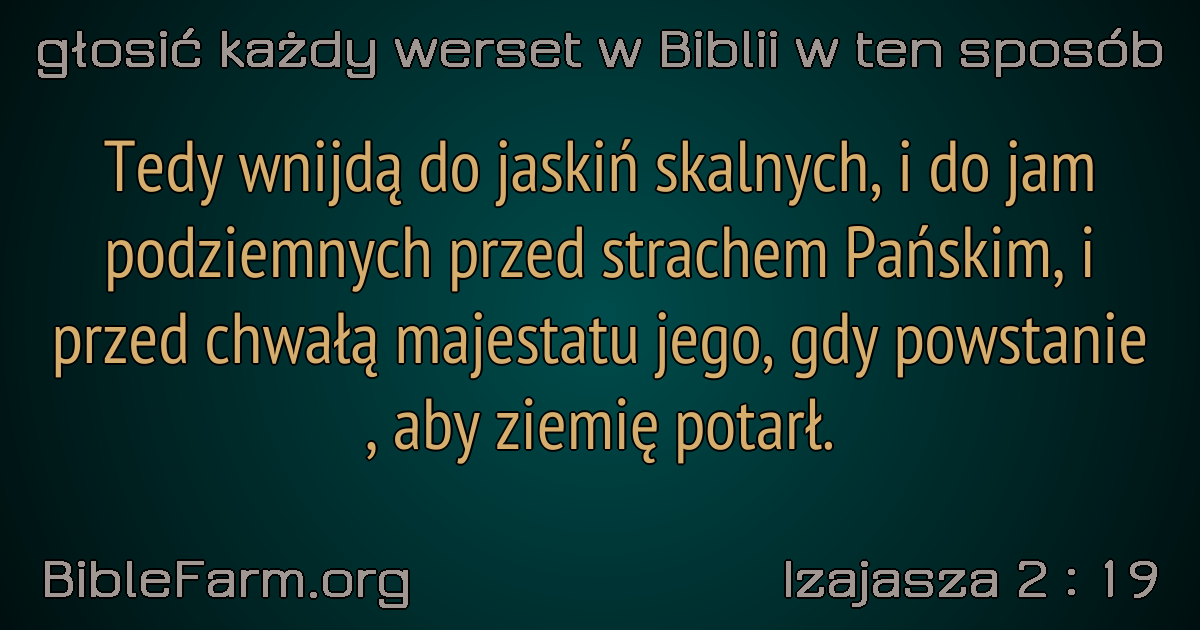 głosić każdy werset w Biblii w ten sposób
Tedy wnijdą do jaskiń skalnych, i do jam
podziemnych przed strachem Pańskim, i
przed chwałą majestatu jego, gdy powstanie
, aby ziemię potarł.
BibleFarm.org
Izajasza 2 : 19